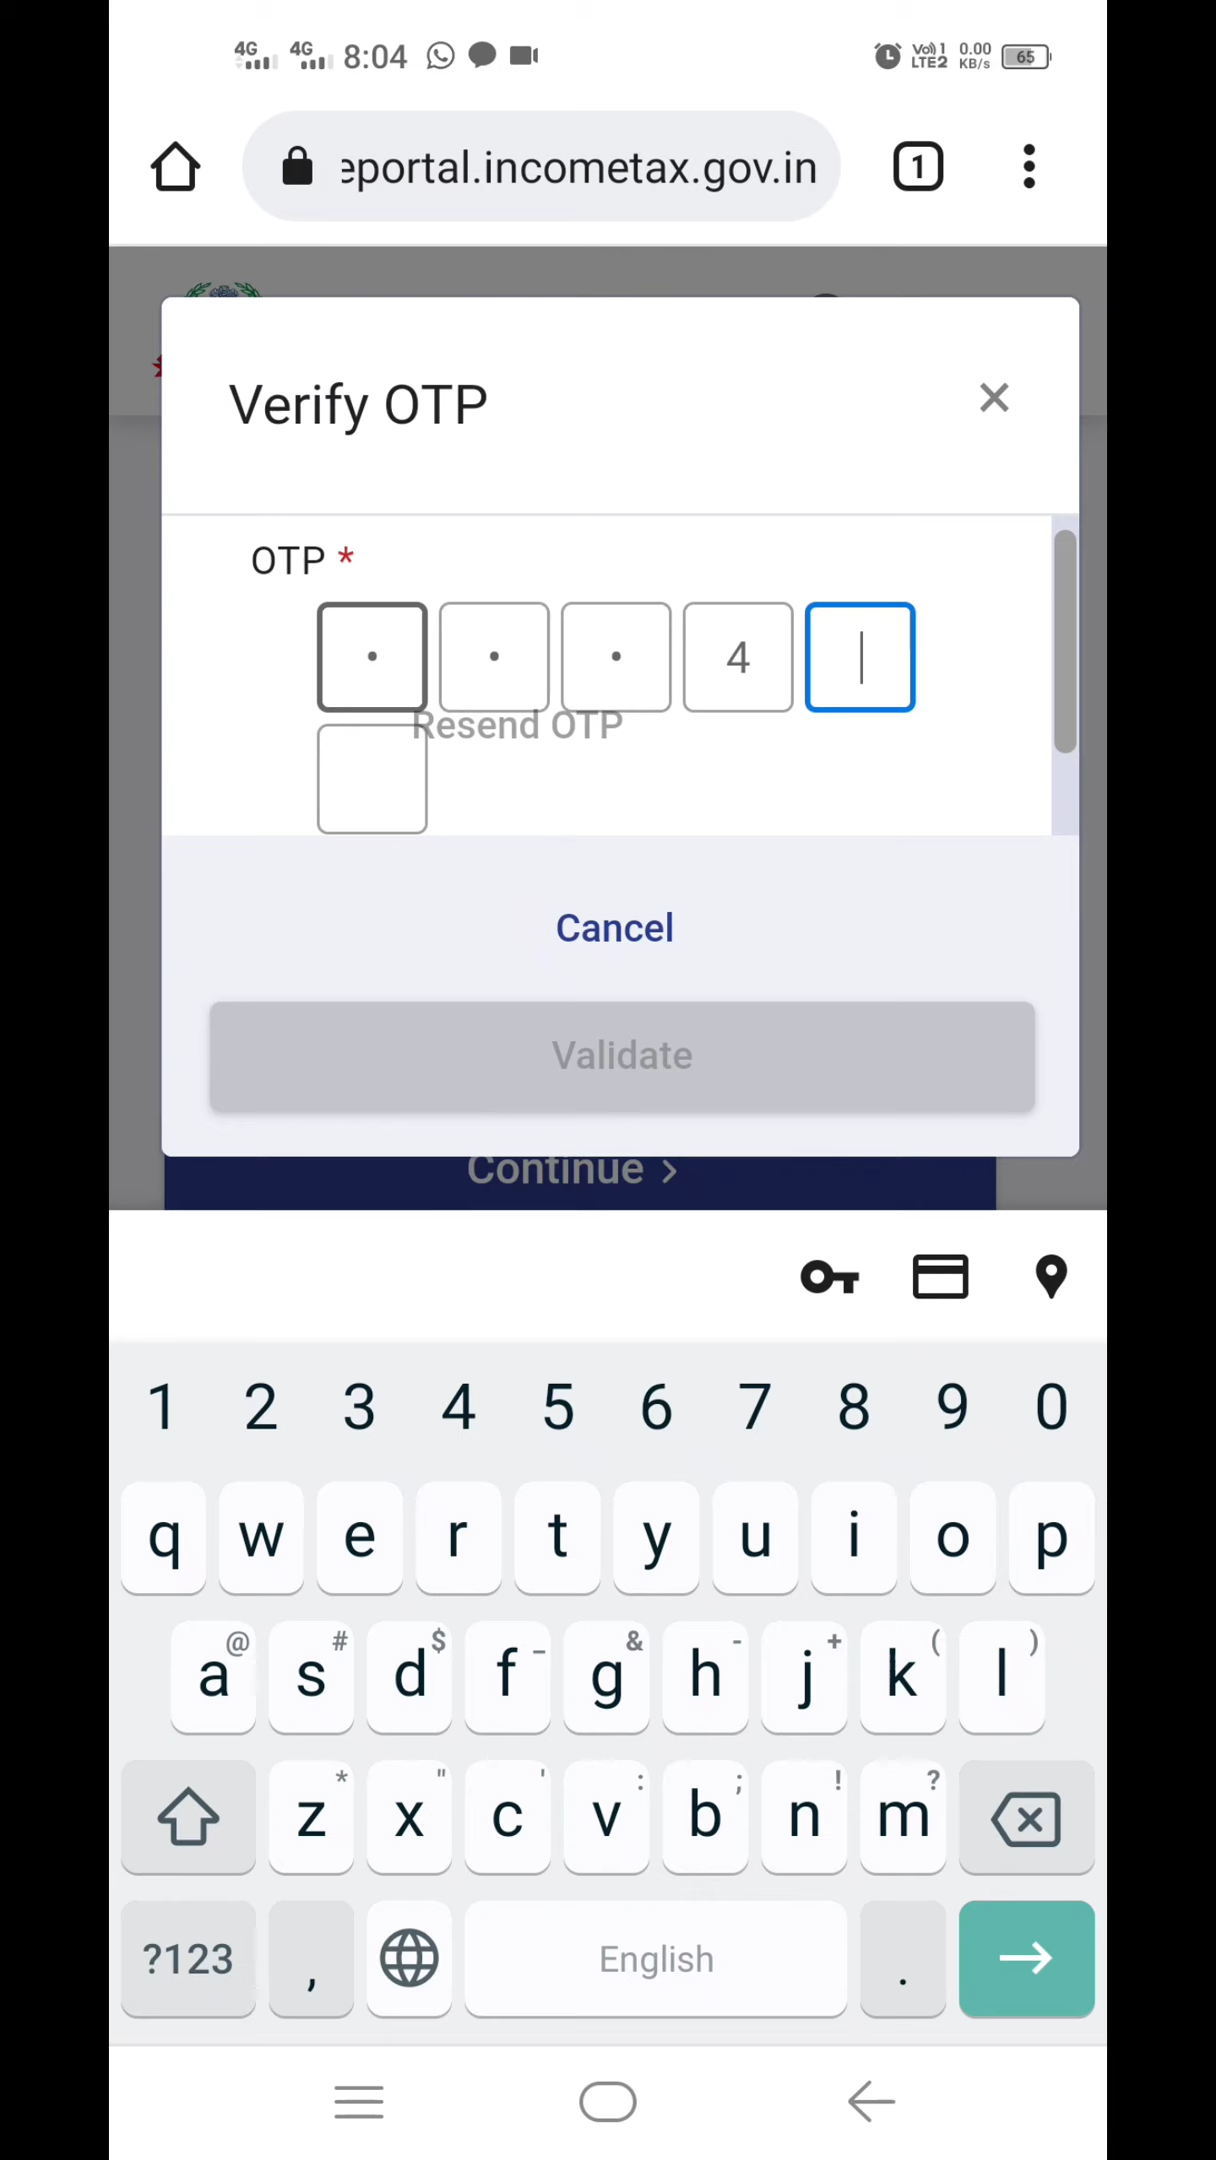 4G 4G 8:04 Vo) 1 LTE2 0.00 KB/s 65
eportal.incometax.gov.in 1
Verify OTP
OTP *
• • • 4
Resend OTP
Cancel
Validate
Continue >
1 2 3 4 5 6 7 8 9 0
q w e r t y u i o p
@ # $ _ & - + ( )
a s d f g h j k l
* " ' : ; ! ?
z x c v b n m
?123 , English .